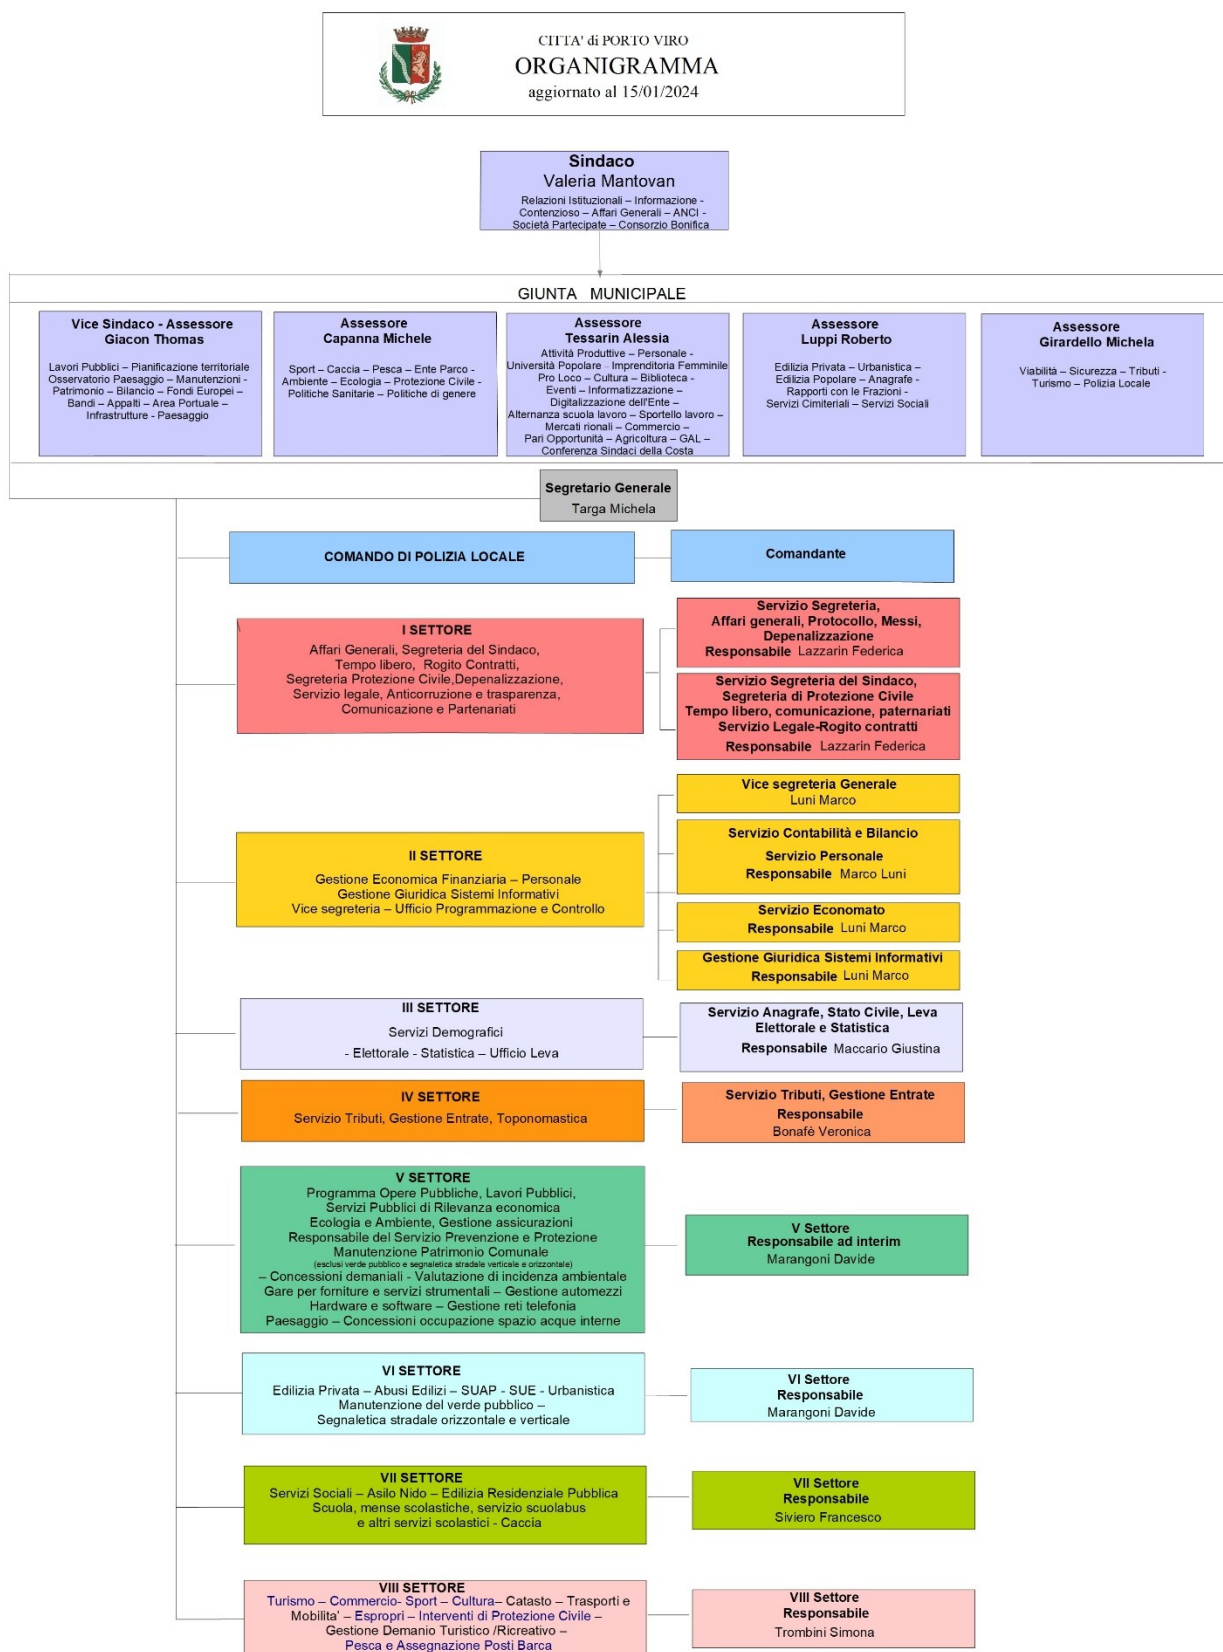 CITTA' di PORTO VIRO
ORGANIGRAMMA
aggiornato al 15/01/2024
Sindaco
Valeria Mantovan
Relazioni Istituzionali – Informazione -
Contenzioso – Affari Generali – ANCI -
Società Partecipate – Consorzio Bonifica
GIUNTA MUNICIPALE
Vice Sindaco - Assessore
Giacon Thomas
Lavori Pubblici – Pianificazione territoriale
Osservatorio Paesaggio – Manutenzioni -
Patrimonio – Bilancio – Fondi Europei –
Bandi – Appalti – Area Portuale –
Infrastrutture - Paesaggio
Assessore
Capanna Michele
Sport – Caccia – Pesca – Ente Parco -
Ambiente – Ecologia – Protezione Civile -
Politiche Sanitarie – Politiche di genere
Assessore
Tessarin Alessia
Attività Produttive – Personale -
Università Popolare – Imprenditoria Femminile
Pro Loco – Cultura – Biblioteca -
Eventi – Informatizzazione –
Digitalizzazione dell'Ente –
Alternanza scuola lavoro – Sportello lavoro –
Mercati rionali – Commercio –
Pari Opportunità – Agricoltura – GAL –
Conferenza Sindaci della Costa
Assessore
Luppi Roberto
Edilizia Privata – Urbanistica –
Edilizia Popolare – Anagrafe -
Rapporti con le Frazioni -
Servizi Cimiteriali – Servizi Sociali
Assessore
Girardello Michela
Viabilità – Sicurezza – Tributi -
Turismo – Polizia Locale
Segretario Generale
Targa Michela
COMANDO DI POLIZIA LOCALE
Comandante
I SETTORE
Affari Generali, Segreteria del Sindaco,
Tempo libero, Rogito Contratti,
Segreteria Protezione Civile,Depenalizzazione,
Servizio legale, Anticorruzione e trasparenza,
Comunicazione e Partenariati
Servizio Segreteria,
Affari generali, Protocollo, Messi,
Depenalizzazione
Responsabile Lazzarin Federica
Servizio Segreteria del Sindaco,
Segreteria di Protezione Civile
Tempo libero, comunicazione, paternariati
Servizio Legale-Rogito contratti
Responsabile Lazzarin Federica
II SETTORE
Gestione Economica Finanziaria – Personale
Gestione Giuridica Sistemi Informativi
Vice segreteria – Ufficio Programmazione e Controllo
Vice segreteria Generale
Luni Marco
Servizio Contabilità e Bilancio
Servizio Personale
Responsabile Marco Luni
Servizio Economato
Responsabile Luni Marco
Gestione Giuridica Sistemi Informativi
Responsabile Luni Marco
III SETTORE
Servizi Demografici
- Elettorale - Statistica – Ufficio Leva
Servizio Anagrafe, Stato Civile, Leva
Elettorale e Statistica
Responsabile Maccario Giustina
IV SETTORE
Servizio Tributi, Gestione Entrate, Toponomastica
Servizio Tributi, Gestione Entrate
Responsabile
Bonafè Veronica
V SETTORE
Programma Opere Pubbliche, Lavori Pubblici,
Servizi Pubblici di Rilevanza economica
Ecologia e Ambiente, Gestione assicurazioni
Responsabile del Servizio Prevenzione e Protezione
Manutenzione Patrimonio Comunale
(esclusi verde pubblico e segnaletica stradale verticale e orizzontale)
– Concessioni demaniali - Valutazione di incidenza ambientale
Gare per forniture e servizi strumentali – Gestione automezzi
Hardware e software – Gestione reti telefonia
Paesaggio – Concessioni occupazione spazio acque interne
V Settore
Responsabile ad interim
Marangoni Davide
VI SETTORE
Edilizia Privata – Abusi Edilizi – SUAP - SUE - Urbanistica
Manutenzione del verde pubblico –
Segnaletica stradale orizzontale e verticale
VI Settore
Responsabile
Marangoni Davide
VII SETTORE
Servizi Sociali – Asilo Nido – Edilizia Residenziale Pubblica
Scuola, mense scolastiche, servizio scuolabus
e altri servizi scolastici - Caccia
VII Settore
Responsabile
Siviero Francesco
VIII SETTORE
Turismo – Commercio- Sport – Cultura– Catasto – Trasporti e
Mobilita' – Espropri – Interventi di Protezione Civile –
Gestione Demanio Turistico /Ricreativo –
Pesca e Assegnazione Posti Barca
VIII Settore
Responsabile
Trombini Simona